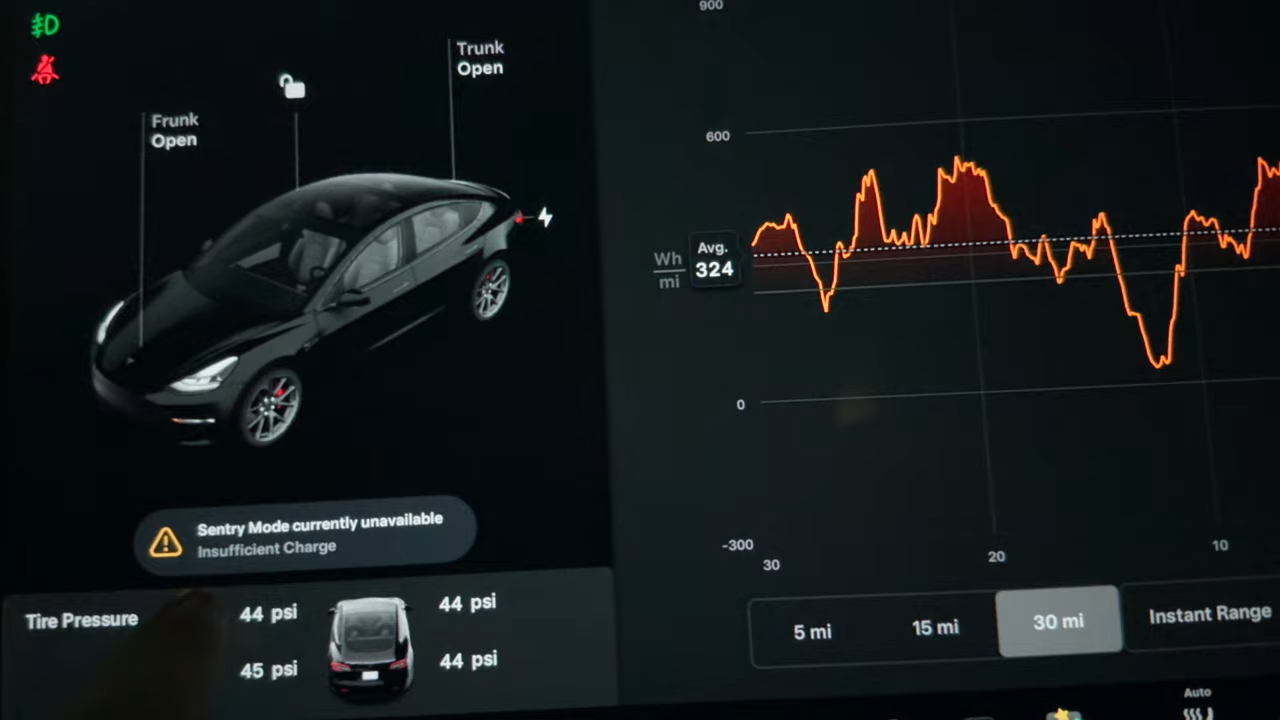 Trunk
Open
Frunk
Open
900
600
Wh
mi
Avg.
324
0
-300
30
20
10
Sentry Mode currently unavailable
Insufficient Charge
Tire Pressure
44 psi
44 psi
45 psi
44 psi
5 mi
15 mi
30 mi
Instant Range
Auto